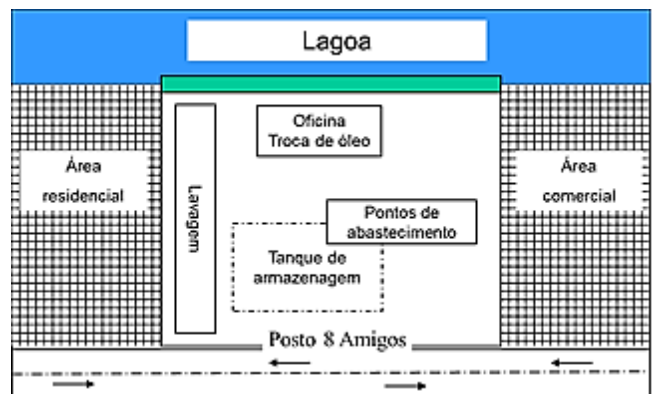 Lagoa
Oficina
Troca de óleo
Área
residencial
Lavagem
Área
comercial
Pontos de
abastecimento
Tanque de
armazenagem
Posto 8 Amigos